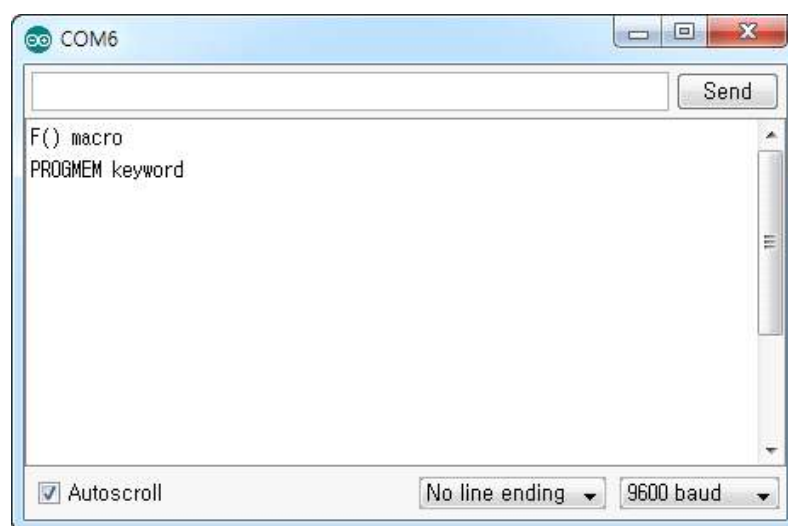 COM6
Send
F() macro
PROGMEM keyword
Autoscroll
No line ending
9600 baud